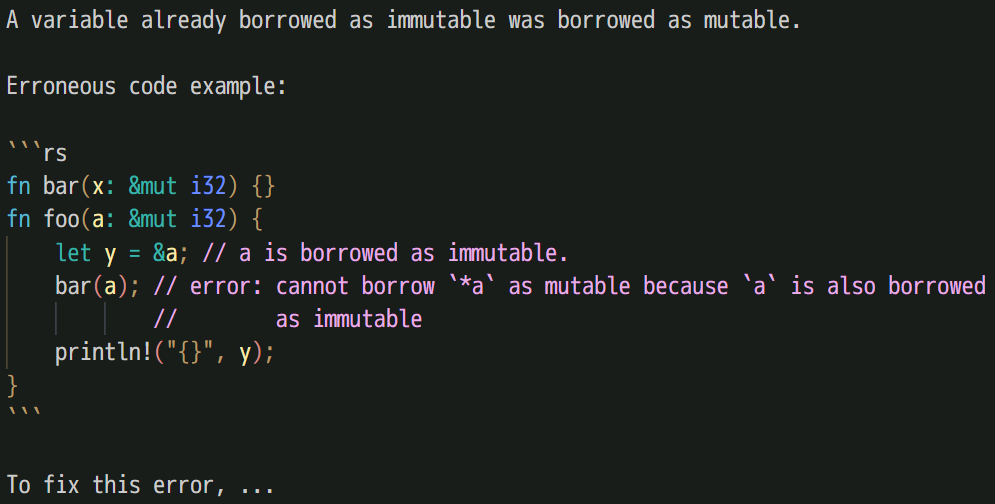 A variable already borrowed as immutable was borrowed as mutable.

Erroneous code example:

```rs
fn bar(x: &mut i32) {}
fn foo(a: &mut i32) {
    let y = &a; // a is borrowed as immutable.
    bar(a); // error: cannot borrow `*a` as mutable because `a` is also borrowed
            //        as immutable
    println!("{}", y);
}
```

To fix this error, ...